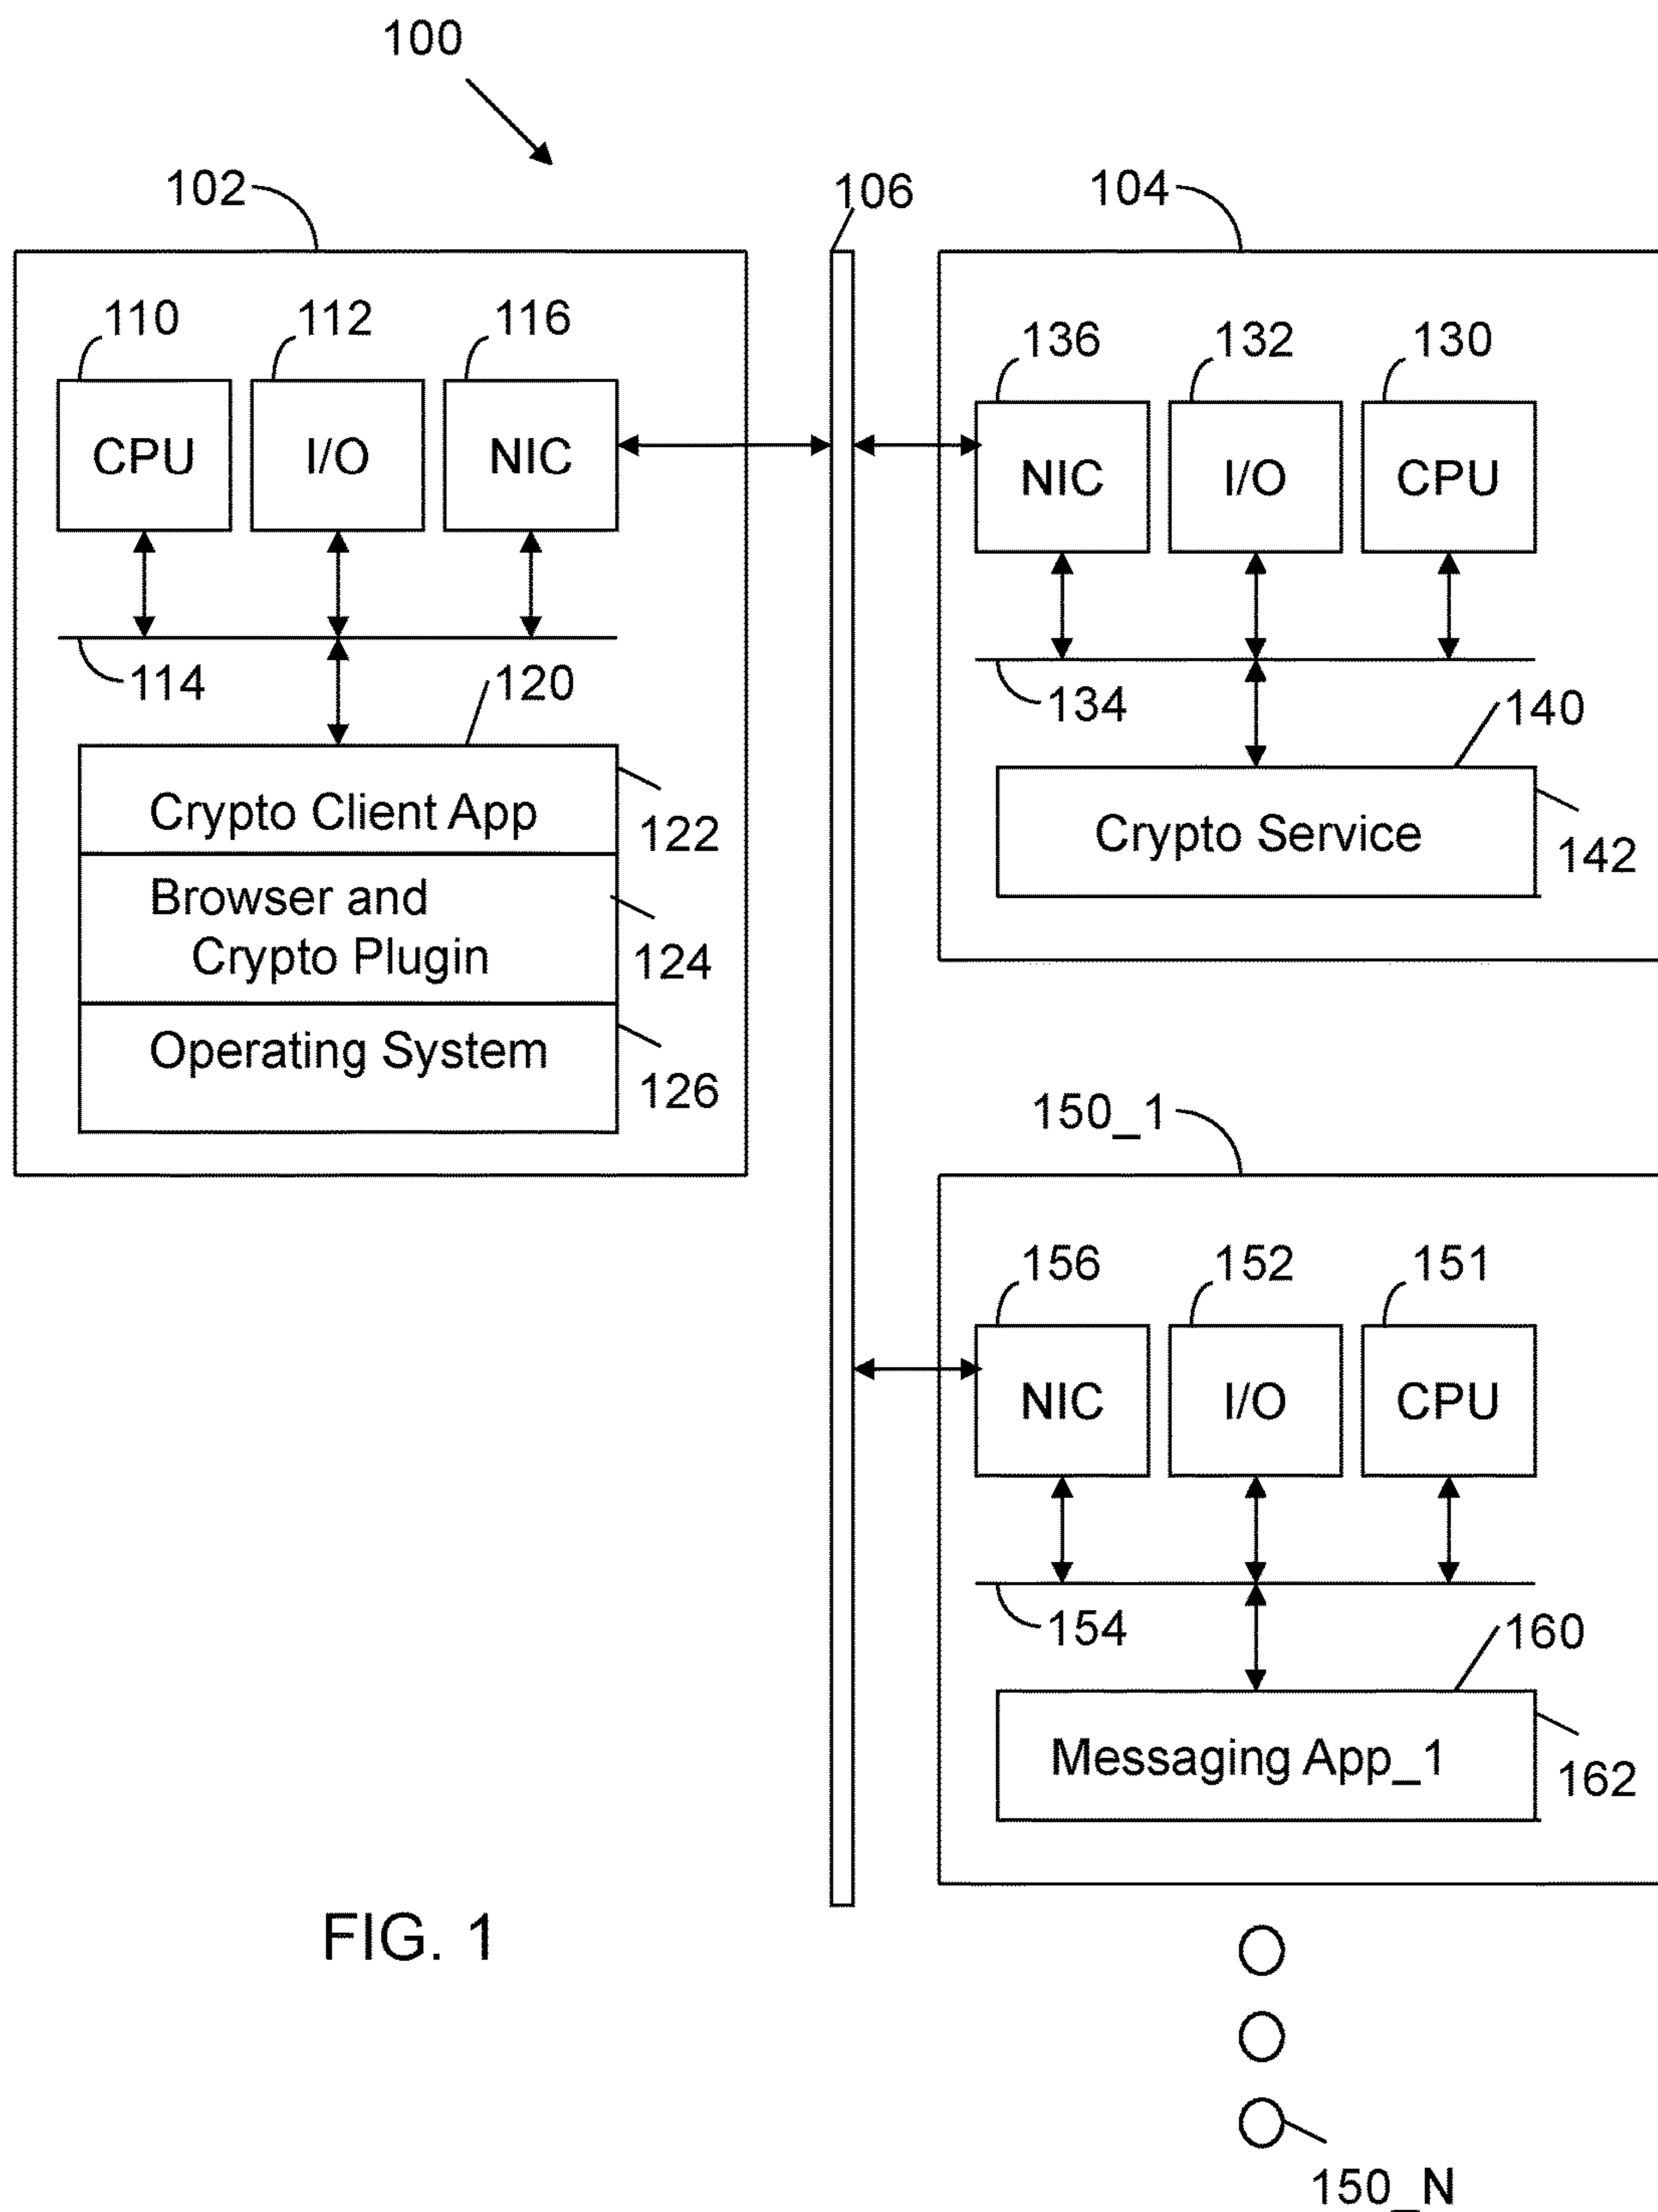 100
102
106
104
110
112
116
136
132
130
CPU
I/O
NIC
NIC
I/O
CPU
114
120
134
140
Crypto Client App
122
Crypto Service
142
Browser and
Crypto Plugin
124
Operating System
126
150_1
156
152
151
NIC
I/O
CPU
154
160
Messaging App_1
162
FIG. 1
150_N